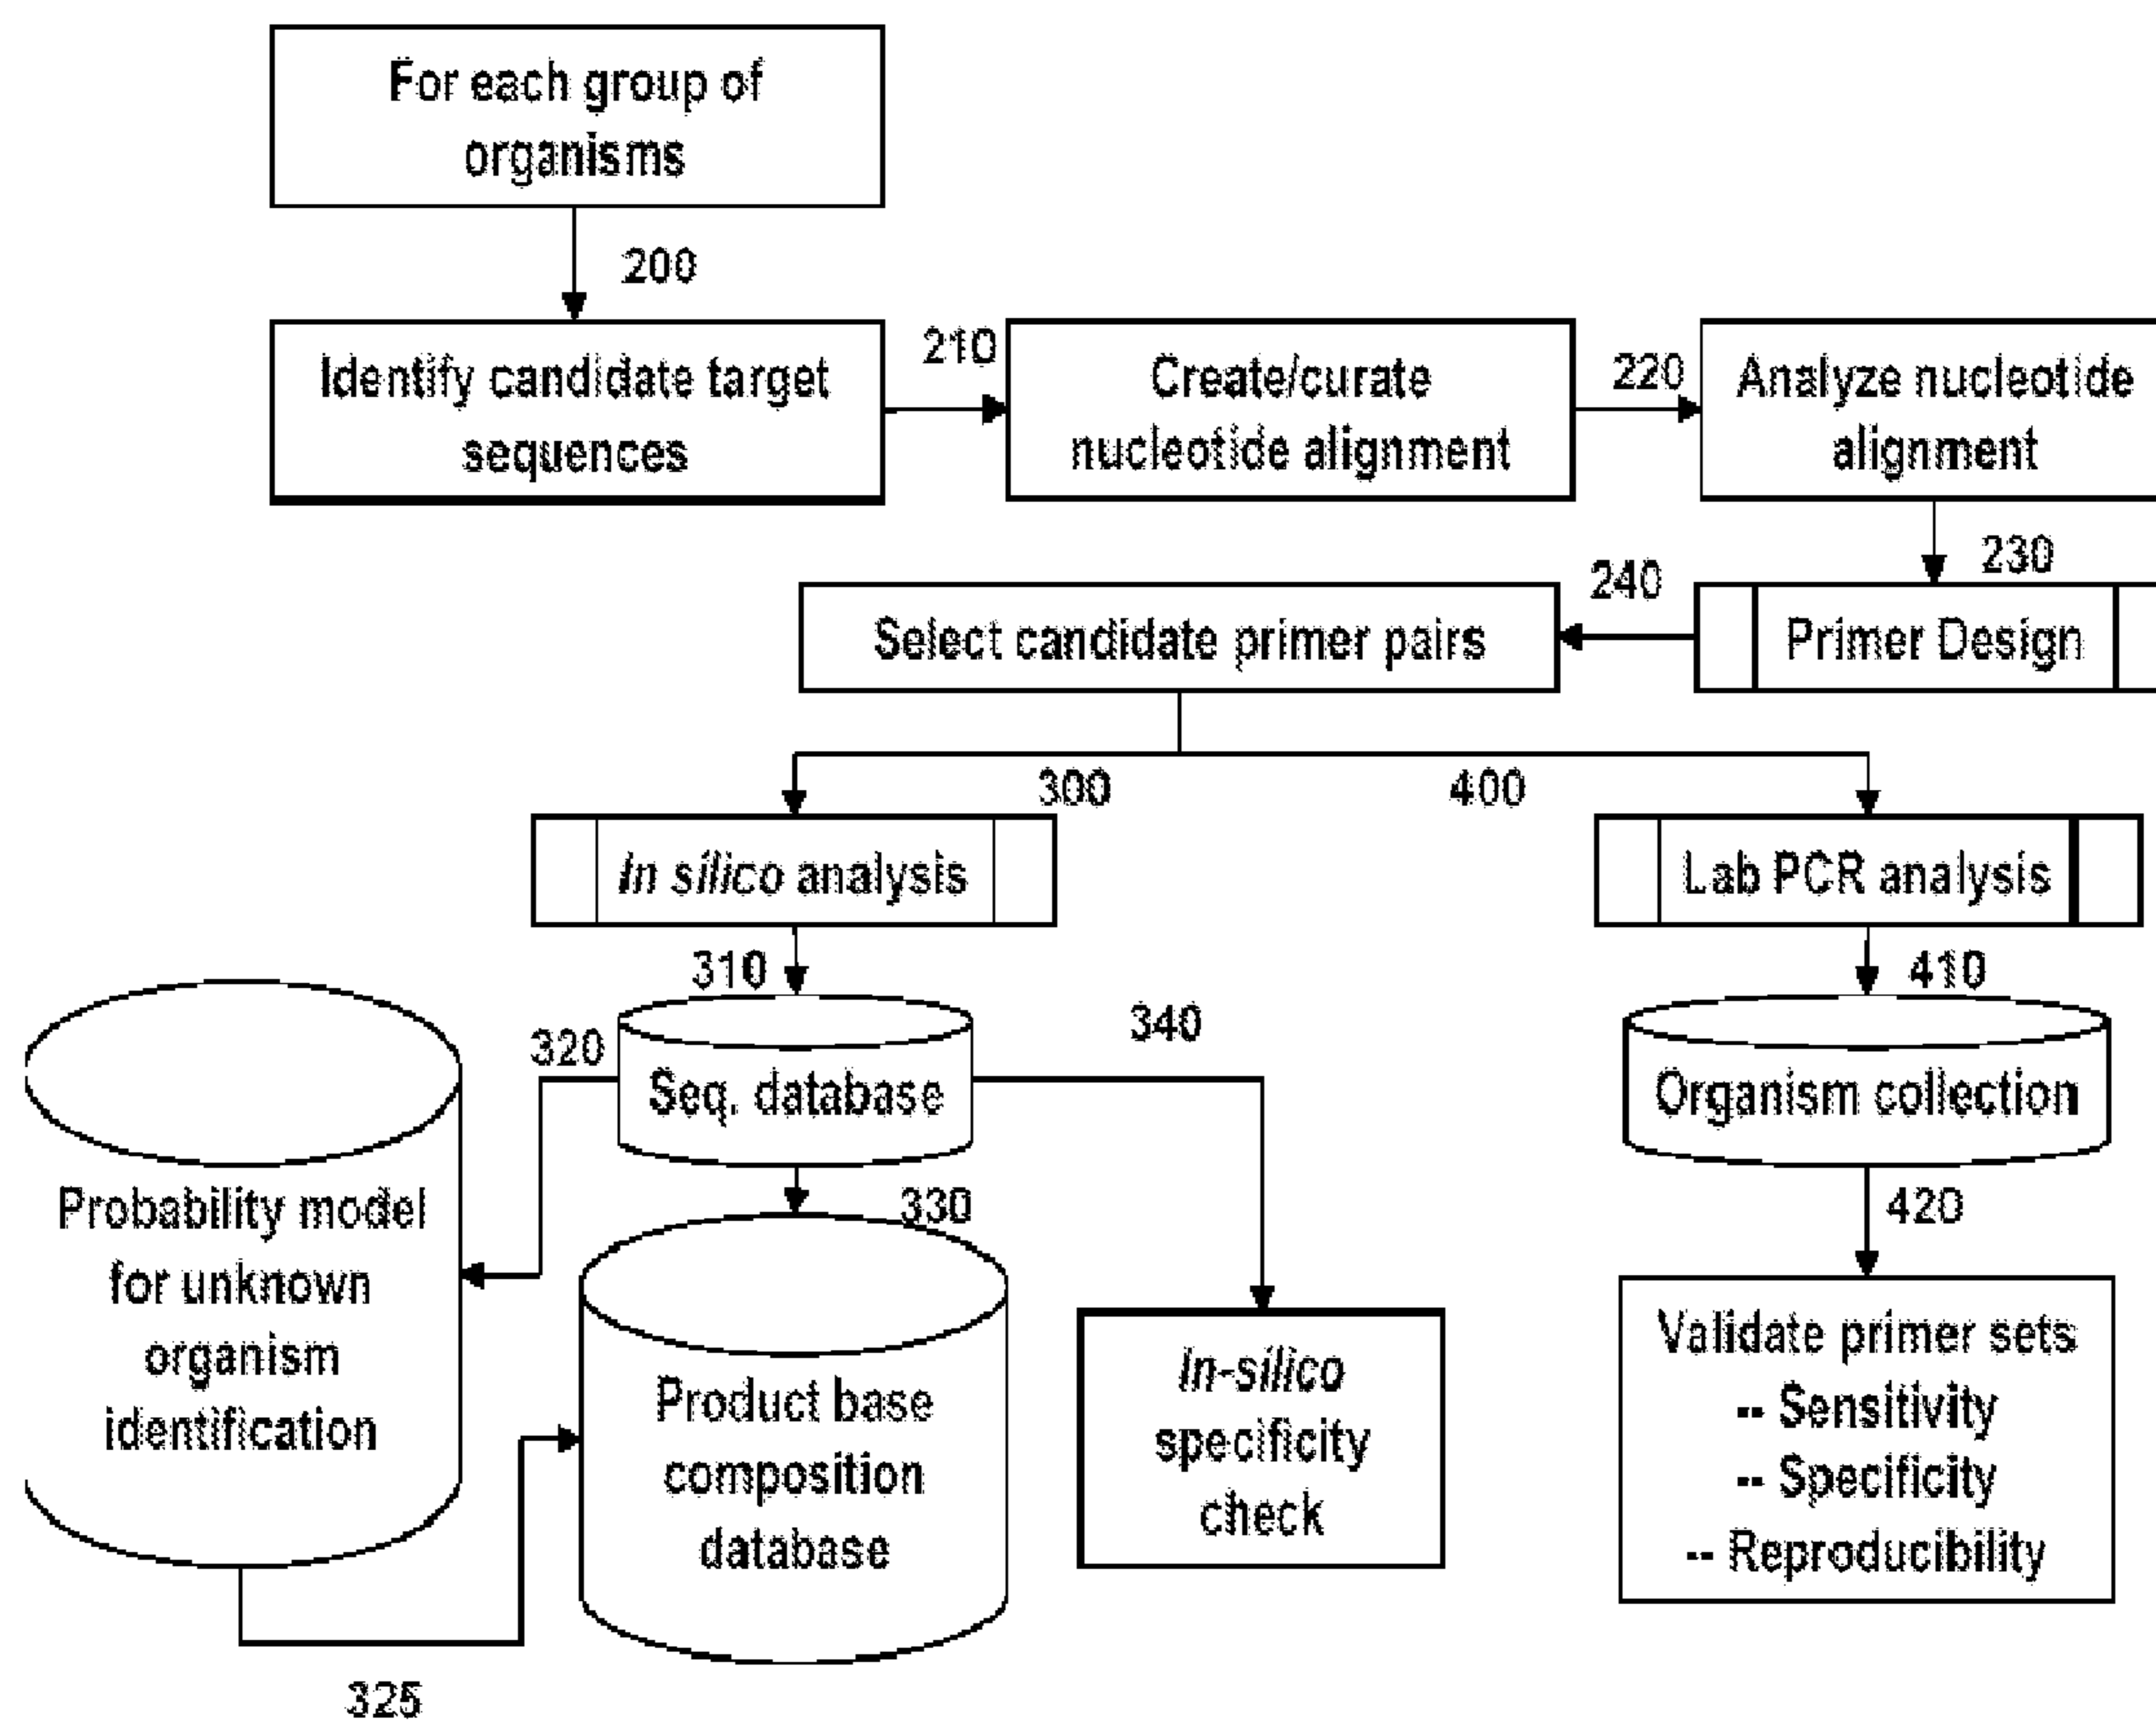 For each group of
organisms
200
Identify candidate target
sequences
210
Create/curate
nucleotide alignment
220
Analyze nucleotide
alignment
230
Primer Design
240
Select candidate primer pairs
300
400
In silico analysis
Lab PCR analysis
310
410
320
Seq. database
340
Organism collection
330
420
Probability model
for unknown
organism
identification
Product base
composition
database
In-silico
specificity
check
Validate primer sets
-- Sensitivity
-- Specificity
-- Reproducibility
325